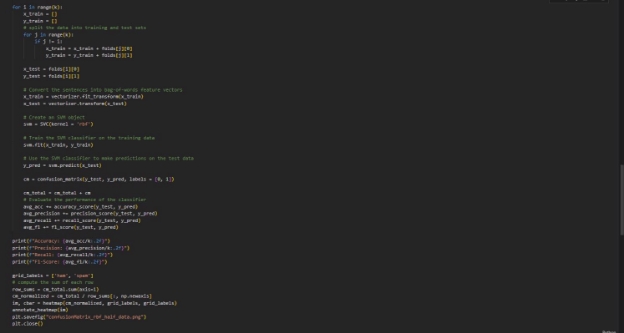 for i in range(k):
x_train = []
y_train = []
# split the data into training and test sets
for j in range(k):
if j != i:
x_train = x_train + folds[j][0]
y_train = y_train + folds[j][1]
x_test = folds[i][0]
y_test = folds[i][1]
# Convert the sentences into bag-of-words feature vectors
x_train = vectorizer.fit_transform(x_train)
x_test = vectorizer.transform(x_test)
# Create an SVM object
svm = SVC(kernel = 'rbf')
# Train the SVM classifier on the training data
svm.fit(x_train, y_train)
# Use the SVM classifier to make predictions on the test data
y_pred = svm.predict(x_test)
cm = confusion_matrix(y_test, y_pred, labels = [0, 1])
cm_total = cm_total + cm
# Evaluate the performance of the classifier
avg_acc += accuracy_score(y_test, y_pred)
avg_precision += precision_score(y_test, y_pred)
avg_recall += recall_score(y_test, y_pred)
avg_f1 += f1_score(y_test, y_pred)
print(f"Accuracy: {avg_acc/k:.2f}")
print(f"Precision: {avg_precision/k:.2f}")
print(f"Recall: {avg_recall/k:.2f}")
print(f"F1-Score: {avg_f1/k:.2f}")
grid_labels = ['ham', 'spam']
# compute the sum of each row
row_sums = cm_total.sum(axis=1)
cm_normalized = cm_total / row_sums[:, np.newaxis]
im, cbar = heatmap(cm_normalized, grid_labels, grid_labels)
annotate_heatmap(im)
plt.savefig("confusionMatrix_rbf_half_data.png")
plt.close()